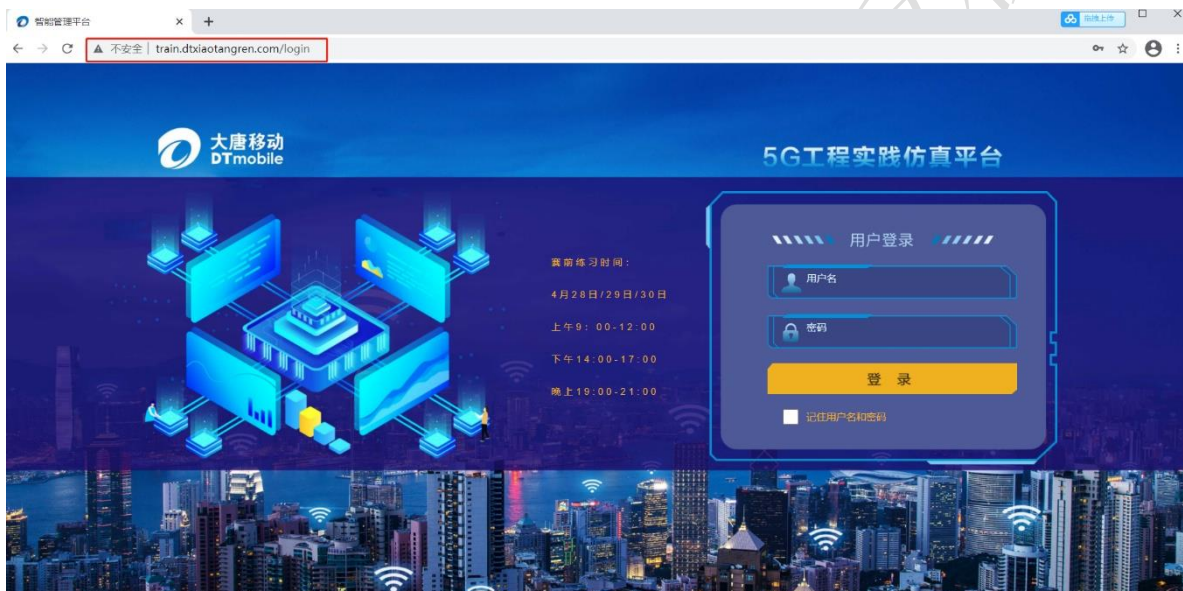 智能管理平台
拖拽上传
不安全 train.dtxiaotangren.com/login
大唐移动
DTmobile
5G工程实践仿真平台
赛前练习时间:
4月28日/29日/30日
上午9: 00-12:00
下午14:00-17:00
晚上19:00-21:00
用户登录
用户名
密码
登 录
记住用户名和密码